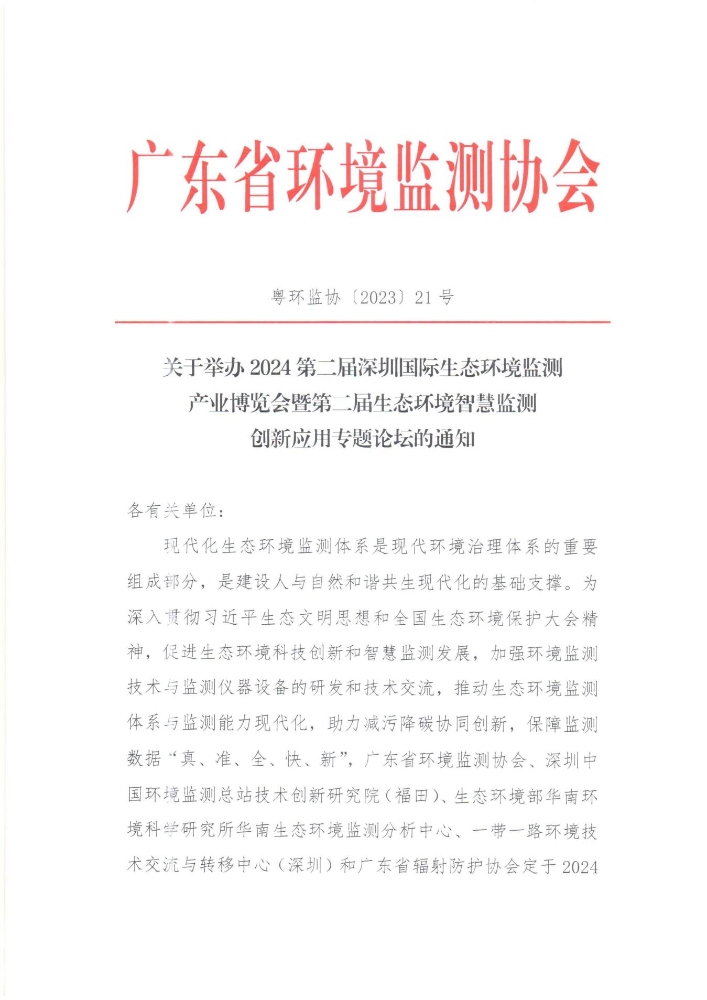 广东省环境监测协会
粤环监协〔2023〕21号
关于举办 2024 第二届深圳国际生态环境监测
产业博览会暨第二届生态环境智慧监测
创新应用专题论坛的通知
各有关单位：
现代化生态环境监测体系是现代环境治理体系的重要
组成部分，是建设人与自然和谐共生现代化的基础支撑。为
深入贯彻习近平生态文明思想和全国生态环境保护大会精
神，促进生态环境科技创新和智慧监测发展，加强环境监测
技术与监测仪器设备的研发和技术交流，推动生态环境监测
体系与监测能力现代化，助力减污降碳协同创新，保障监测
数据“真、准、全、快、新”，广东省环境监测协会、深圳中
国环境监测总站技术创新研究院（福田）、生态环境部华南环
境科学研究所华南生态环境监测分析中心、一带一路环境技
术交流与转移中心（深圳）和广东省辐射防护协会定于 2024